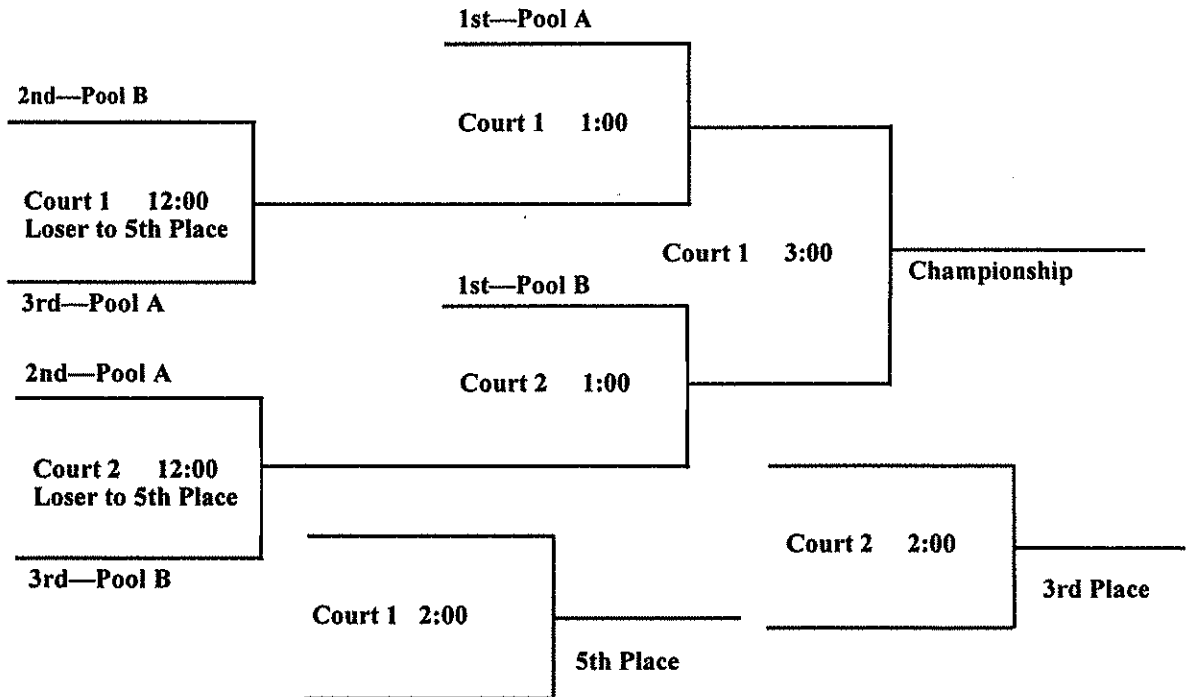 1st—Pool A
2nd—Pool B
Court 1 1:00
Court 1 12:00
Loser to 5th Place
3rd—Pool A
Court 1 3:00
Championship
1st—Pool B
2nd—Pool A
Court 2 1:00
Court 2 12:00
Loser to 5th Place
3rd—Pool B
Court 2 2:00
3rd Place
Court 1 2:00
5th Place